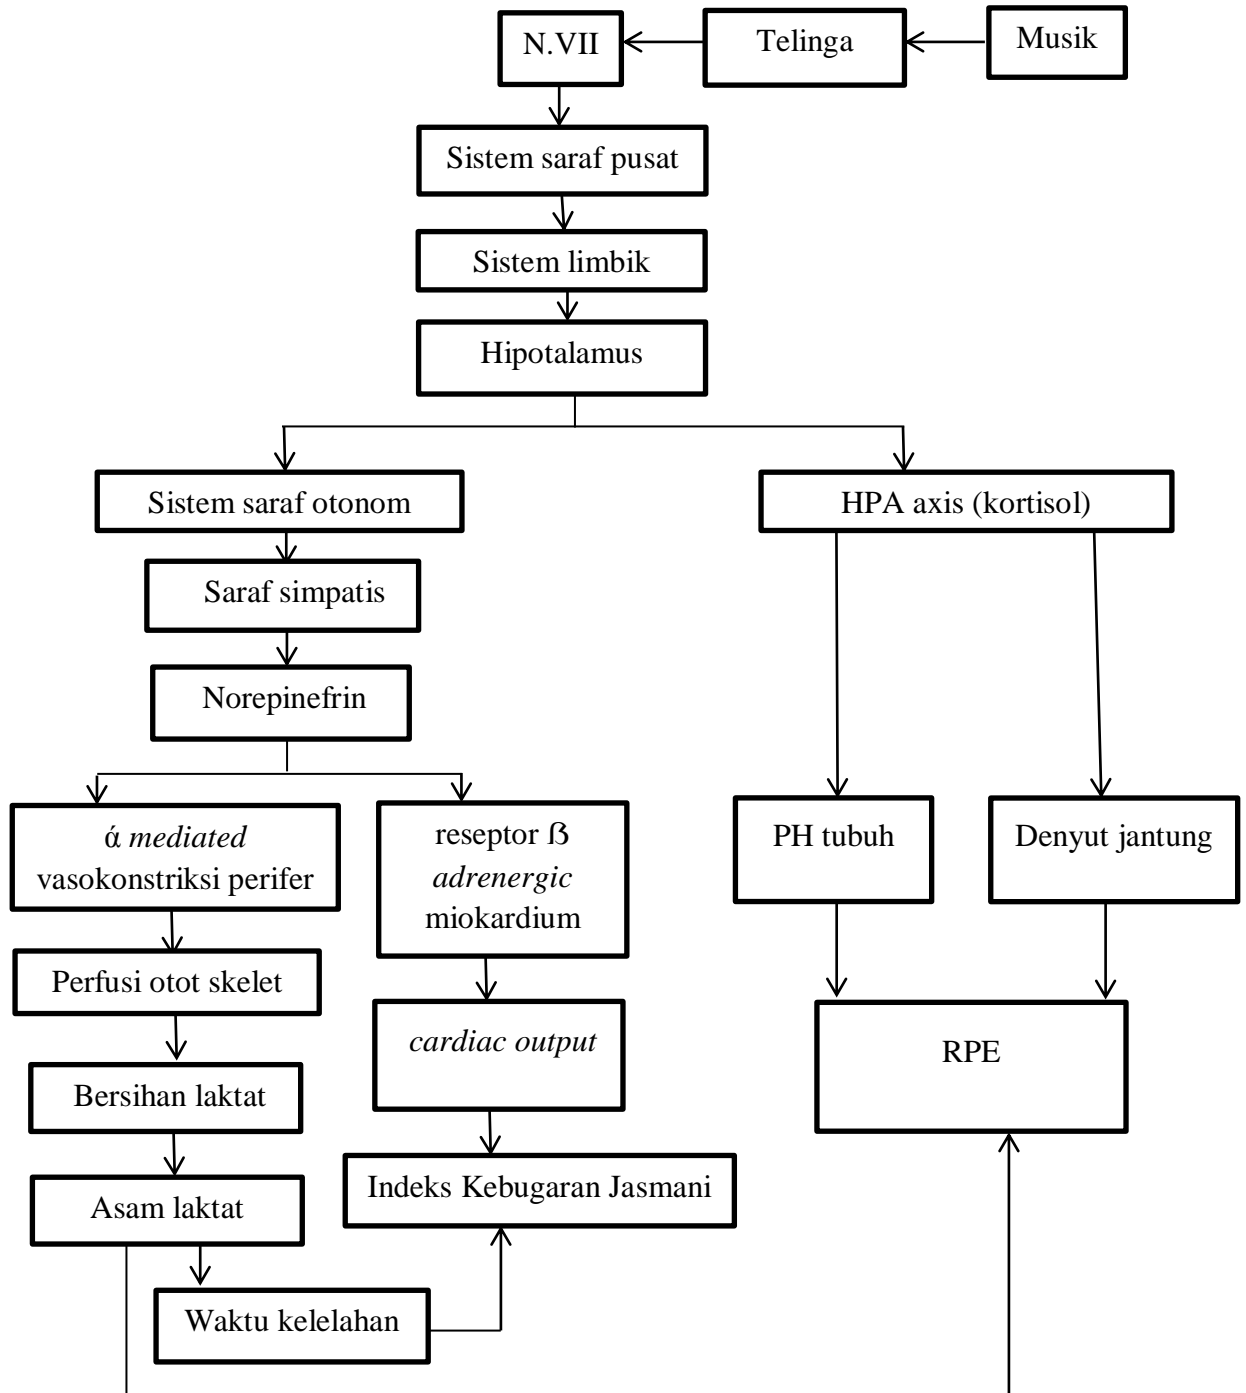 N.VII
Telinga
Musik
Sistem saraf pusat
Sistem limbik
Hipotalamus
Sistem saraf otonom
HPA axis (kortisol)
Saraf simpatis
Norepinefrin
ά mediated
vasokonstriksi perifer
reseptor ẞ
adrenergic
miokardium
PH tubuh
Denyut jantung
Perfusi otot skelet
cardiac output
RPE
Bersihan laktat
Indeks Kebugaran Jasmani
Asam laktat
Waktu kelelahan